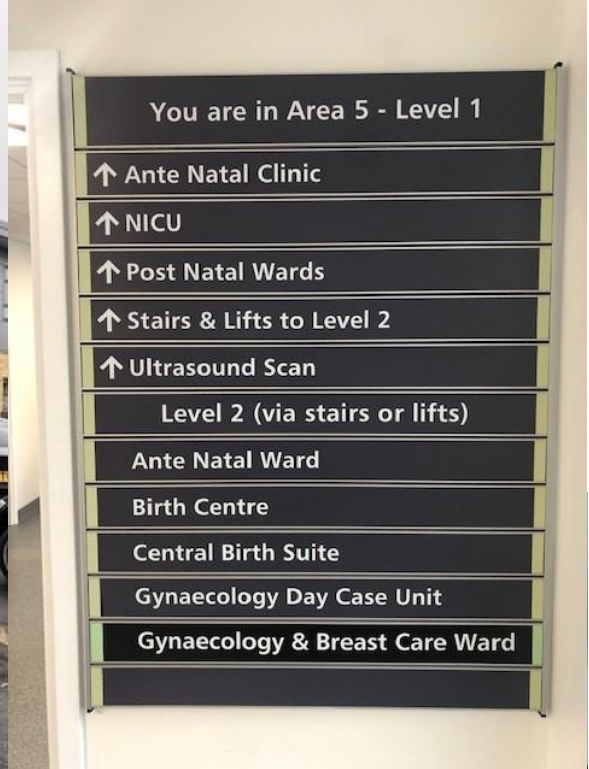 You are in Area 5 - Level 1
↑ Ante Natal Clinic
↑ NICU
↑ Post Natal Wards
↑ Stairs & Lifts to Level 2
↑ Ultrasound Scan
Level 2 (via stairs or lifts)
Ante Natal Ward
Birth Centre
Central Birth Suite
Gynaecology Day Case Unit
Gynaecology & Breast Care Ward